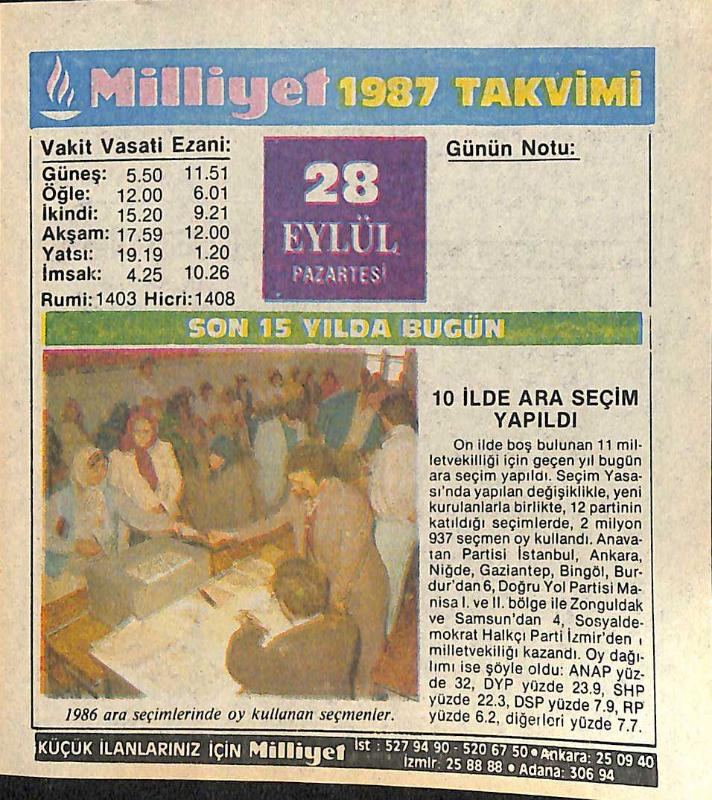 Milliyet 1987 TAKVİMİ
Vakit Vasati Ezani:
Güneş: 5.50 11.51
Öğle: 12.00 6.01
İkindi: 15.20 9.21
Akşam: 17.59 12.00
Yatsı: 19.19 1.20
İmsak: 4.25 10.26
Rumi: 1403 Hicri: 1408
28
EYLÜL
PAZARTESİ
Günün Notu:
SON 15 YILDA BUGÜN
10 İLDE ARA SEÇİM
YAPILDI
On ilde boş bulunan 11 mil-
letvekilliği için geçen yıl bugün
ara seçim yapıldı. Seçim Yasa-
sı'nda yapılan değişiklikle, yeni
kurulanlarla birlikte, 12 partinin
katıldığı seçimlerde, 2 milyon
937 seçmen oy kullandı. Anava-
tan Partisi İstanbul, Ankara,
Niğde, Gaziantep, Bingöl, Bur-
dur'dan 6, Doğru Yol Partisi Ma-
nisa I. ve II. bölge ile Zonguldak
ve Samsun'dan 4, Sosyalde-
mokrat Halkçı Parti İzmir'den 1
milletvekiliği kazandı. Oy dağı-
lımı ise şöyle oldu: ANAP yüz-
de 32, DYP yüzde 23.9, SHP
yüzde 22.3, DSP yüzde 7.9, RP
yüzde 6.2, diğerleri yüzde 7.7.
1986 ara seçimlerinde oy kullanan seçmenler.
KÜÇÜK İLANLARINIZ İÇİN Milliyet İst : 527 94 90 - 520 67 50 • Ankara: 25 09 40
İzmir: 25 88 88 • Adana: 306 94